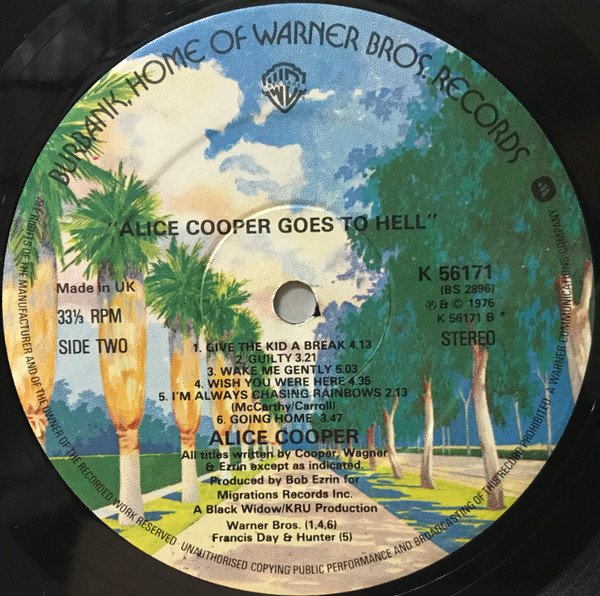 BURBANK, HOME OF WARNER BROS. RECORDS
"ALICE COOPER GOES TO HELL"
K 56171
(BS 2896)
Made in UK
℗ & © 1976
33⅓ RPM
K 56171 B *
SIDE TWO
STEREO
1. GIVE THE KID A BREAK 4.13
2. GUILTY 3.21
3. WAKE ME GENTLY 5.03
4. WISH YOU WERE HERE 4.35
5. I'M ALWAYS CHASING RAINBOWS 2.13
(McCarthy/Carroll)
6. GOING HOME 3.47
ALICE COOPER
All titles written by Cooper, Wagner
& Ezrin except as indicated.
Produced by Bob Ezrin for
Migrations Records Inc.
A Black Widow/KRU Production
Warner Bros. (1,4,6)
Francis Day & Hunter (5)
ALL RIGHTS OF THE MANUFACTURER AND OF THE OWNER OF THE RECORDED WORK RESERVED. UNAUTHORISED COPYING PUBLIC PERFORMANCE AND BROADCASTING OF THIS RECORD PROHIBITED. A WARNER COMMUNICATIONS COMPANY.